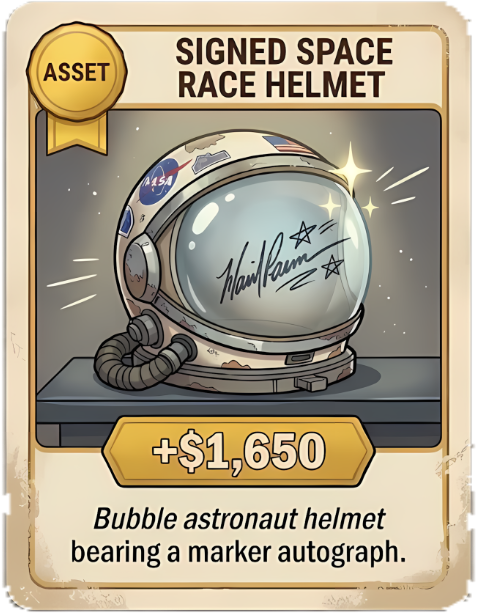 ASSET
SIGNED SPACE
RACE HELMET
NASA
+$1,650
Bubble astronaut helmet
bearing a marker autograph.